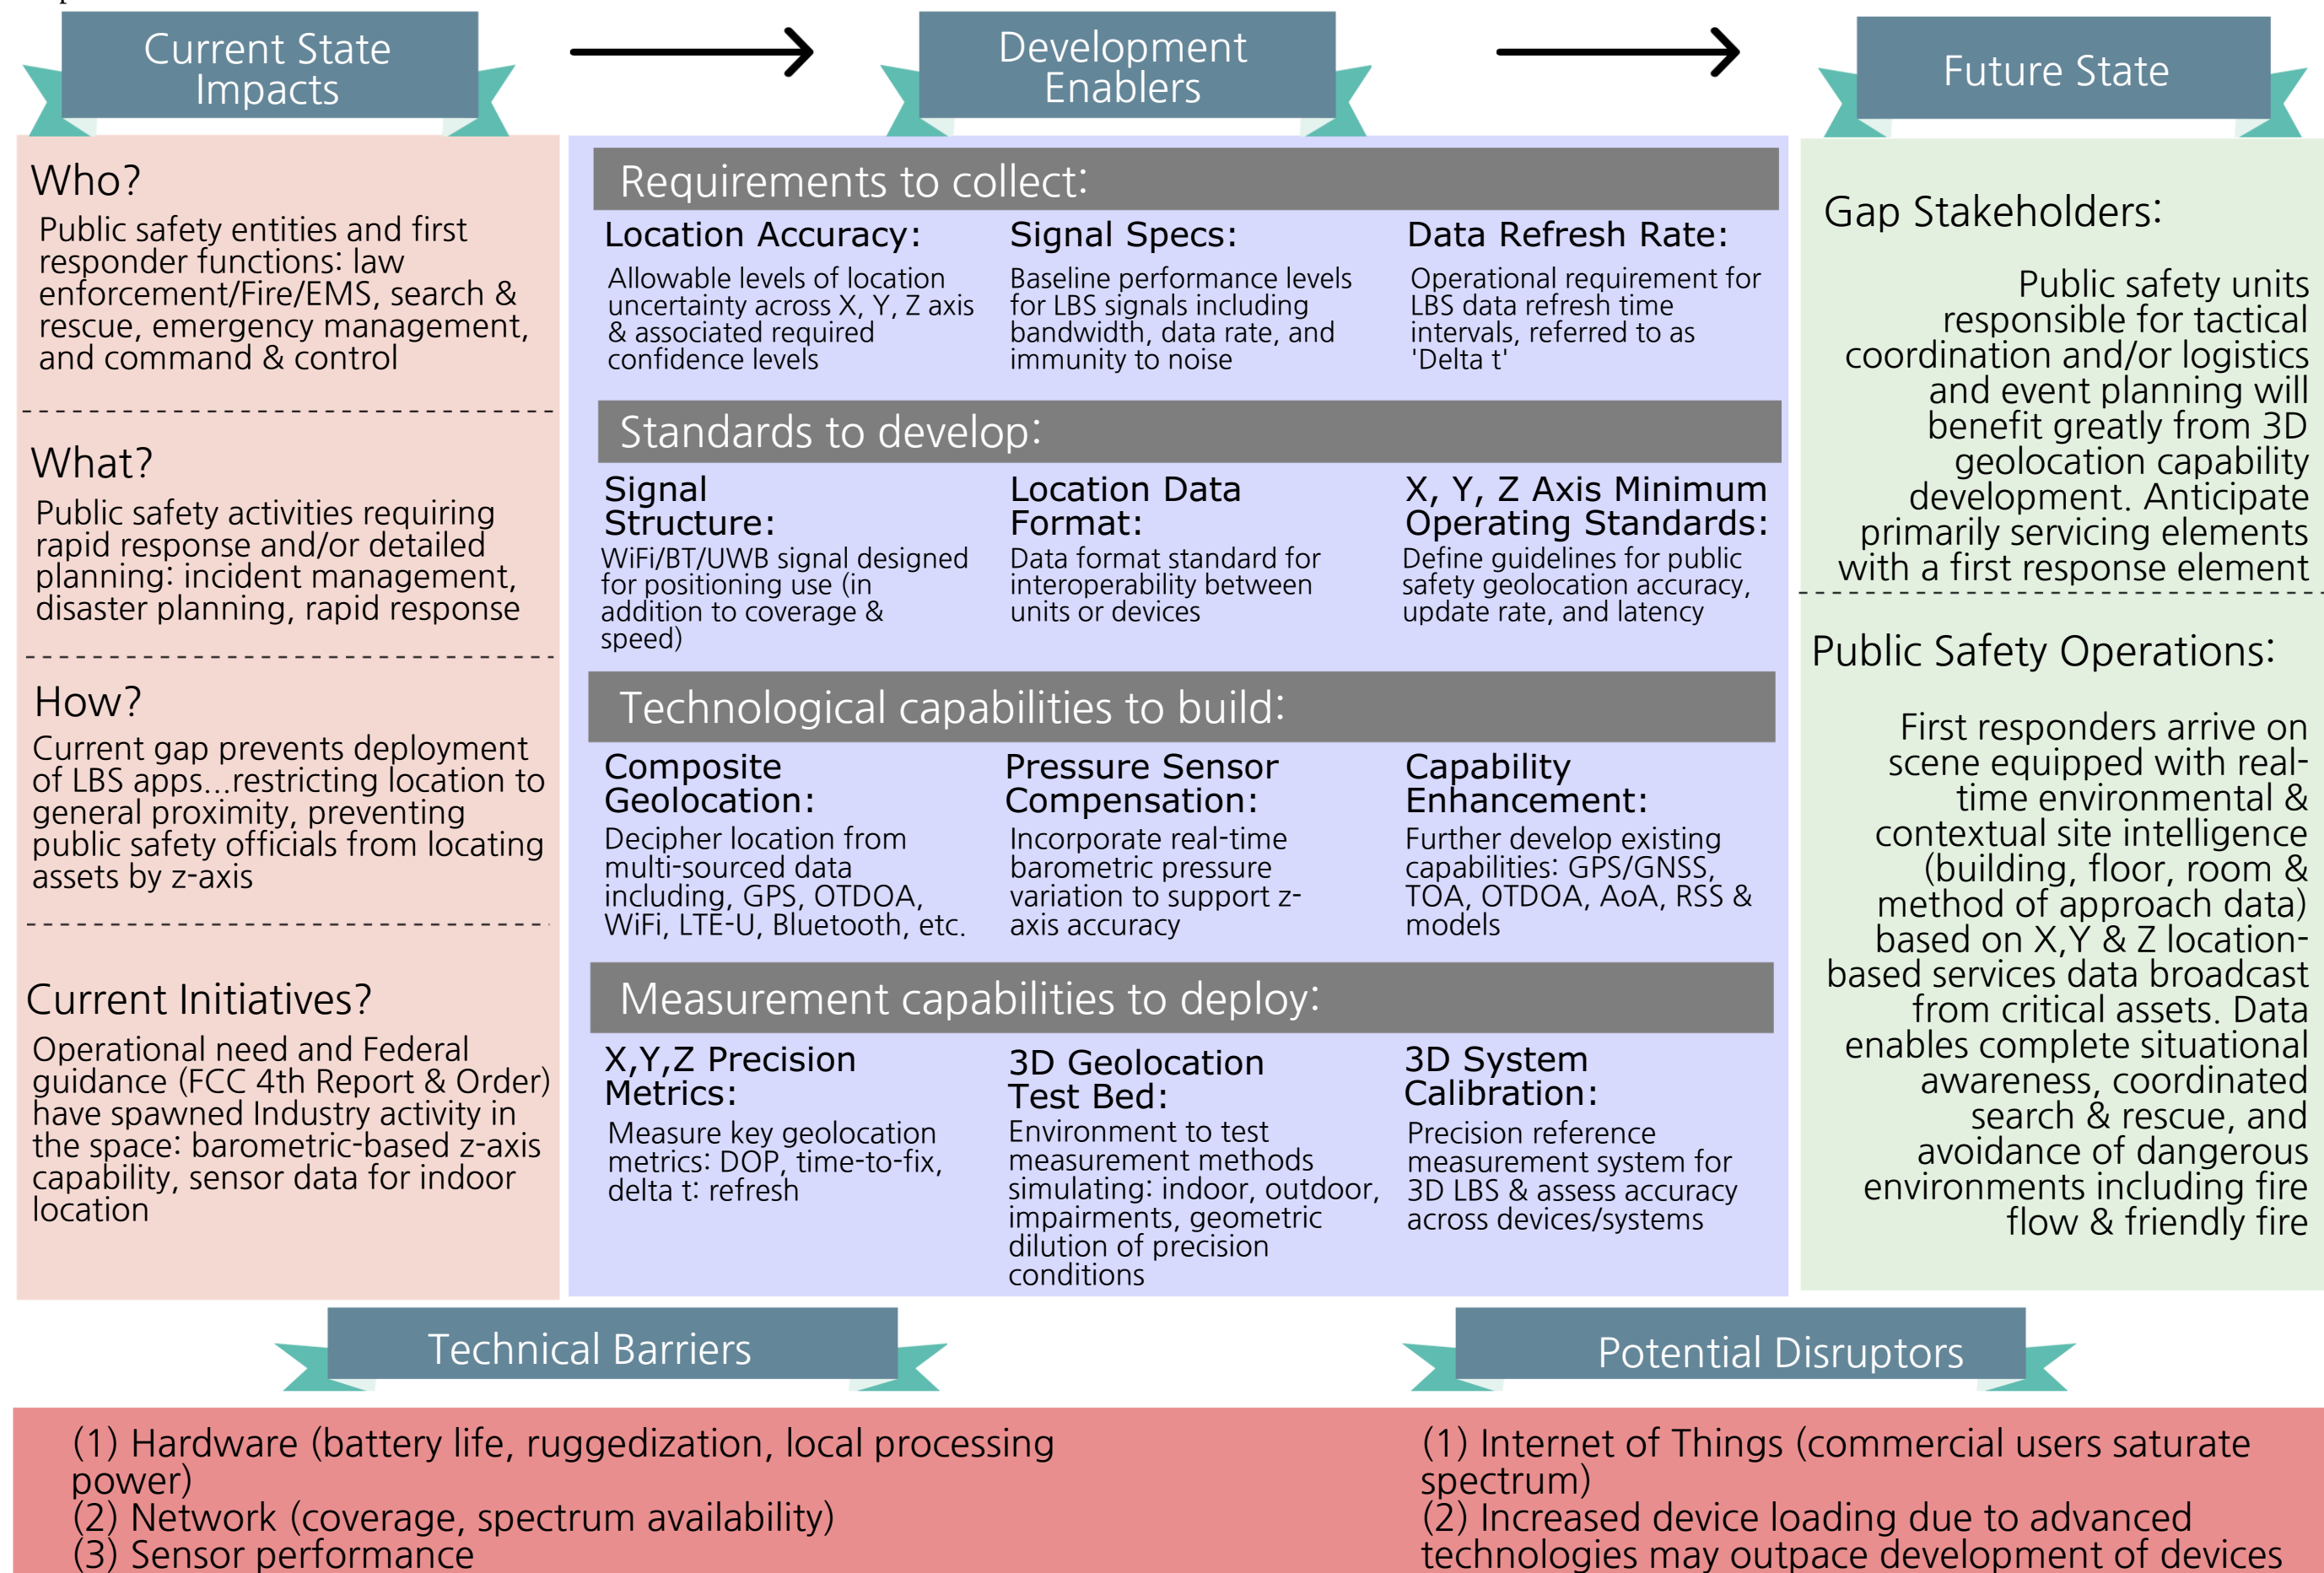 Current State
Impacts
Development
Enablers
Future State
Who?
Public safety entities and first
responder functions: law
enforcement/Fire/EMS, search &
rescue, emergency management,
and command & control
What?
Public safety activities requiring
rapid response and/or detailed
planning: incident management,
disaster planning, rapid response
How?
Current gap prevents deployment
of LBS apps...restricting location to
general proximity, preventing
public safety officials from locating
assets by z-axis
Current Initiatives?
Operational need and Federal
guidance (FCC 4th Report & Order)
have spawned Industry activity in
the space: barometric-based z-axis
capability, sensor data for indoor
location
Requirements to collect:
Location Accuracy:
Allowable levels of location
uncertainty across X, Y, Z axis
& associated required
confidence levels
Signal Specs:
Baseline performance levels
for LBS signals including
bandwidth, data rate, and
immunity to noise
Data Refresh Rate:
Operational requirement for
LBS data refresh time
intervals, referred to as
'Delta t'
Standards to develop:
Signal
Structure:
WiFi/BT/UWB signal designed
for positioning use (in
addition to coverage &
speed)
Location Data
Format:
Data format standard for
interoperability between
units or devices
X, Y, Z Axis Minimum
Operating Standards:
Define guidelines for public
safety geolocation accuracy,
update rate, and latency
Technological capabilities to build:
Composite
Geolocation:
Decipher location from
multi-sourced data
including, GPS, OTDOA,
WiFi, LTE-U, Bluetooth, etc.
Pressure Sensor
Compensation:
Incorporate real-time
barometric pressure
variation to support z-
axis accuracy
Capability
Enhancement:
Further develop existing
capabilities: GPS/GNSS,
TOA, OTDOA, AoA, RSS &
models
Measurement capabilities to deploy:
X,Y,Z Precision
Metrics:
Measure key geolocation
metrics: DOP, time-to-fix,
delta t: refresh
3D Geolocation
Test Bed:
Environment to test
measurement methods
simulating: indoor, outdoor,
impairments, geometric
dilution of precision
conditions
3D System
Calibration:
Precision reference
measurement system for
3D LBS & assess accuracy
across devices/systems
Gap Stakeholders:
Public safety units
responsible for tactical
coordination and/or logistics
and event planning will
benefit greatly from 3D
geolocation capability
development. Anticipate
primarily servicing elements
with a first response element
Public Safety Operations:
First responders arrive on
scene equipped with real-
time environmental &
contextual site intelligence
(building, floor, room &
method of approach data)
based on X,Y & Z location-
based services data broadcast
from critical assets. Data
enables complete situational
awareness, coordinated
search & rescue, and
avoidance of dangerous
environments including fire
flow & friendly fire
Technical Barriers
(1) Hardware (battery life, ruggedization, local processing
power)
(2) Network (coverage, spectrum availability)
(3) Sensor performance
Potential Disruptors
(1) Internet of Things (commercial users saturate
spectrum)
(2) Increased device loading due to advanced
technologies may outpace development of devices